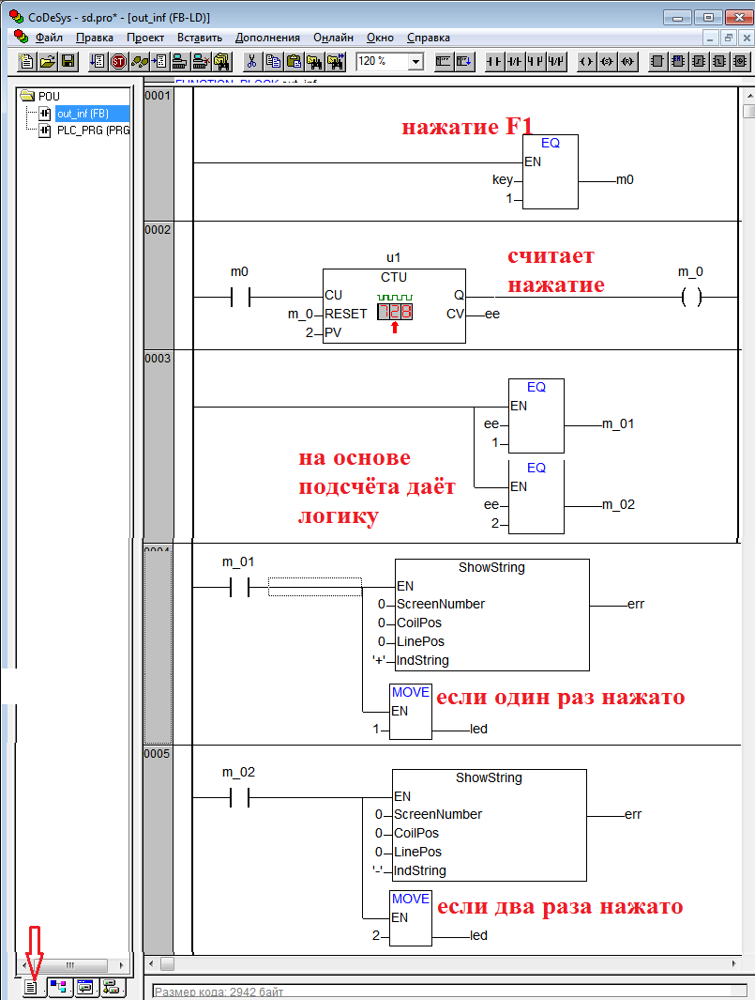 CoDeSys - sd.pro* - [out_inf (FB-LD)]
Файл Правка Проект Вставить Дополнения Онлайн Окно Справка
120 %
POU
out_inf (FB)
PLC_PRG (PRG
0001
нажатие F1
EQ
EN
key
m0
1
0002
u1
считает
нажатие
m0
CTU
m_0
CU
Q
m_0
RESET
CV
ee
2
PV
0003
EQ
EN
ee
m_01
1
на основе
подсчёта даёт
логику
EQ
EN
ee
m_02
2
0004
m_01
ShowString
EN
0
ScreenNumber
err
0
CoilPos
0
LinePos
'+'
IndString
MOVE
если один раз нажато
EN
1
led
0005
m_02
ShowString
EN
0
ScreenNumber
err
0
CoilPos
0
LinePos
'-'
IndString
MOVE
если два раза нажато
EN
2
led
Размер кода: 2942 байт